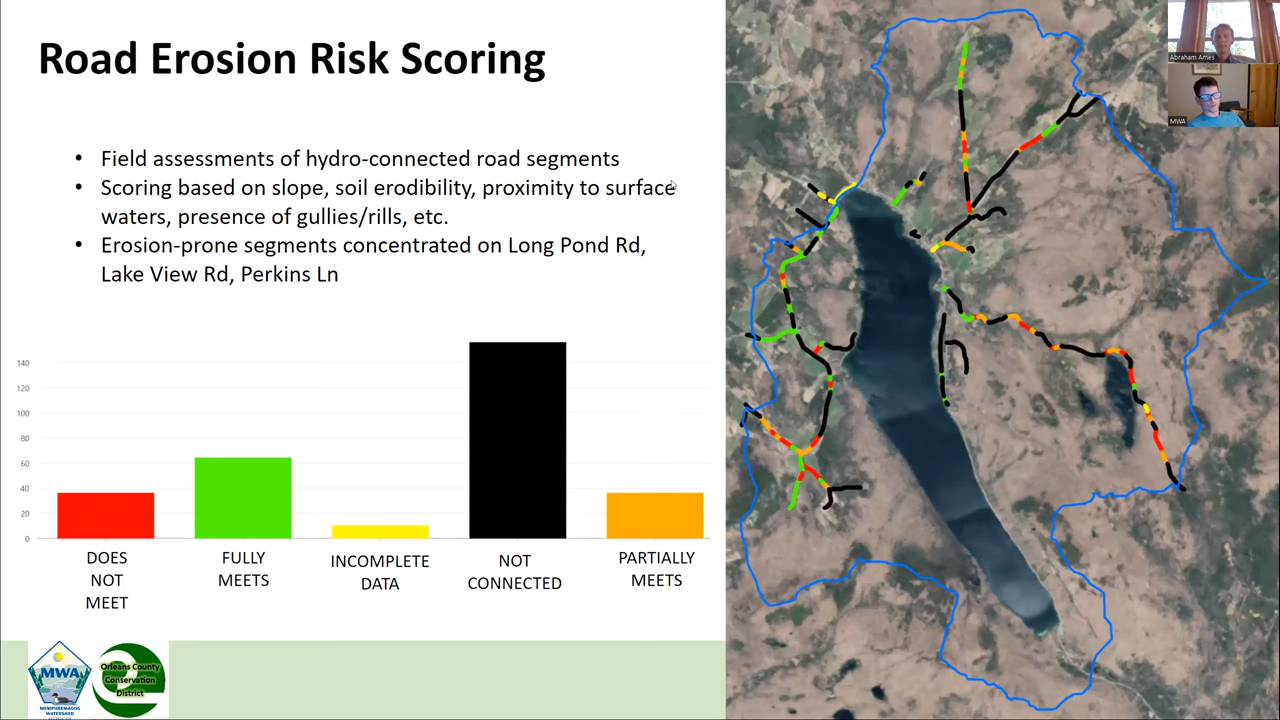 Road Erosion Risk Scoring
• Field assessments of hydro-connected road segments
• Scoring based on slope, soil erodibility, proximity to surface
waters, presence of gullies/rills, etc.
• Erosion-prone segments concentrated on Long Pond Rd,
Lake View Rd, Perkins Ln
140
120
100
80
60
40
20
0
DOES
NOT
MEET
FULLY
MEETS
INCOMPLETE
DATA
NOT
CONNECTED
PARTIALLY
MEETS
MWA
MEMPHREMAGOG
WATERSHED
Orleans County
Conservation
District
Abraham Ames
MWA